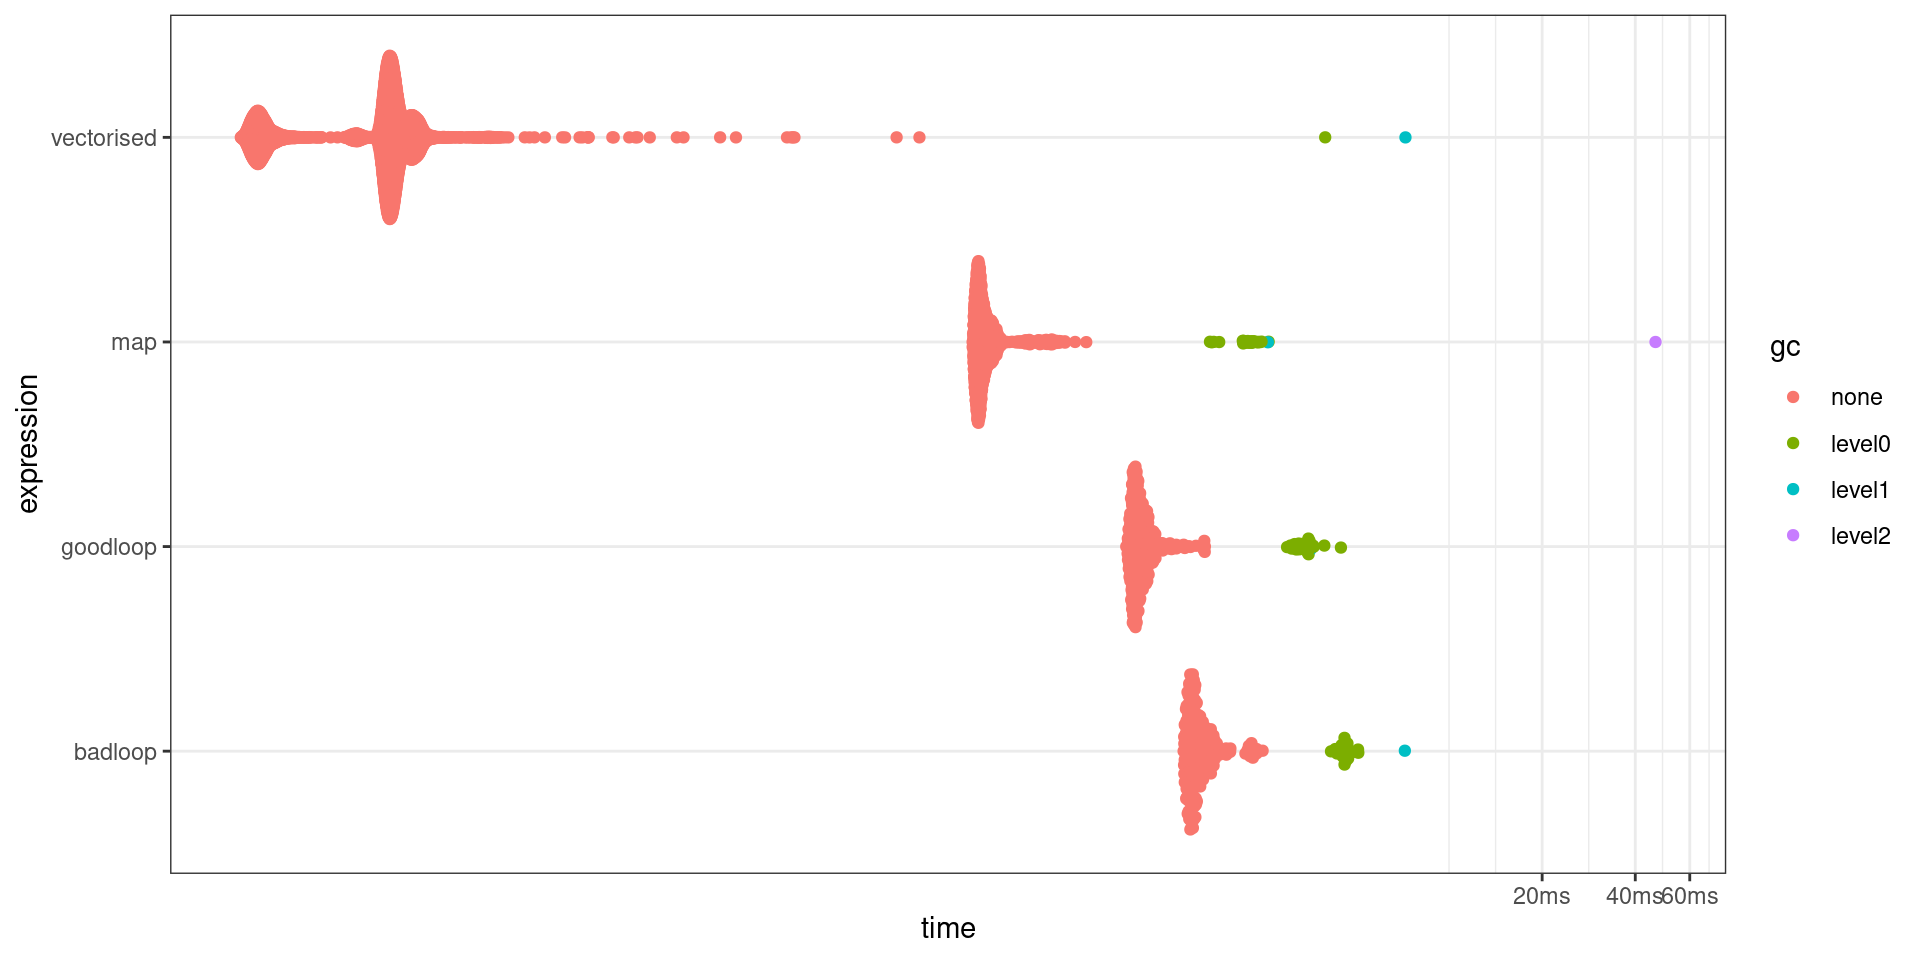 vectorised
map
goodloop
badloop
expression
20ms
40ms
60ms
time
gc
none
level0
level1
level2